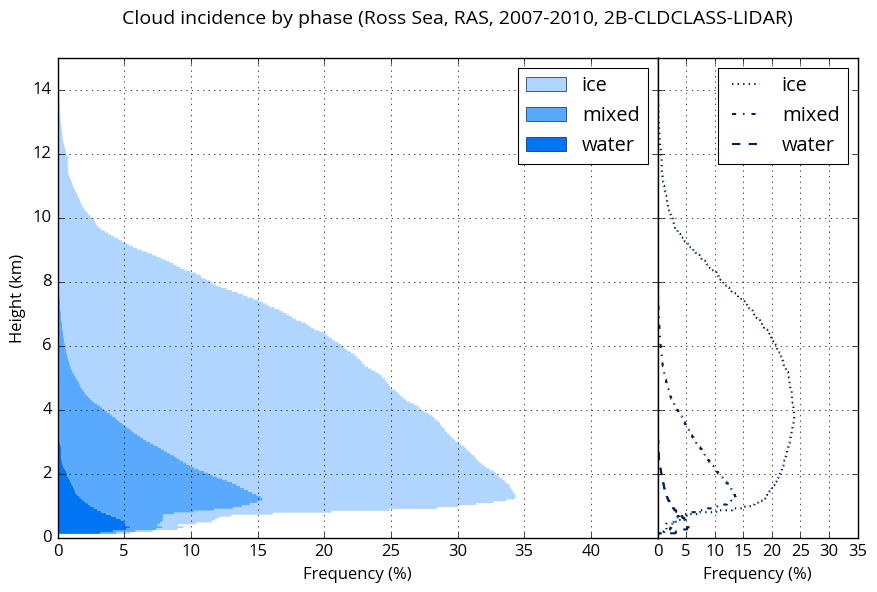 Cloud incidence by phase (Ross Sea, RAS, 2007-2010, 2B-CLDCLASS-LIDAR)
14
12
10
8
6
4
2
0
Height (km)
ice
mixed
water
ice
mixed
water
0 5 10 15 20 25 30 35 40
0 5 10 15 20 25 30 35
Frequency (%)
Frequency (%)